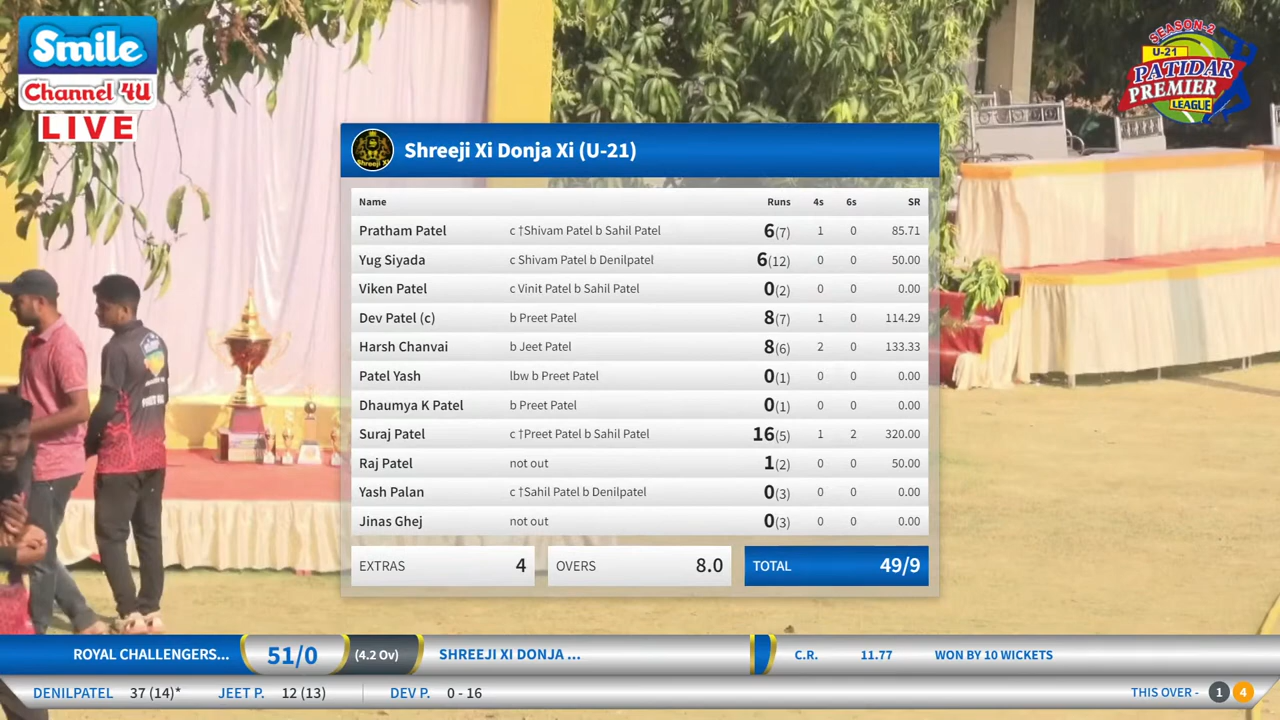 Smile
Channel 4U
LIVE
SEASON-2
U-21
PATIDAR
PREMIER
LEAGUE
Shreeji Xi
Shreeji Xi Donja Xi (U-21)
Name Runs 4s 6s SR
Pratham Patel c †Shivam Patel b Sahil Patel 6(7) 1 0 85.71
Yug Siyada c Shivam Patel b Denilpatel 6(12) 0 0 50.00
Viken Patel c Vinit Patel b Sahil Patel 0(2) 0 0 0.00
Dev Patel (c) b Preet Patel 8(7) 1 0 114.29
Harsh Chanvai b Jeet Patel 8(6) 2 0 133.33
Patel Yash lbw b Preet Patel 0(1) 0 0 0.00
Dhaumya K Patel b Preet Patel 0(1) 0 0 0.00
Suraj Patel c †Preet Patel b Sahil Patel 16(5) 1 2 320.00
Raj Patel not out 1(2) 0 0 50.00
Yash Palan c †Sahil Patel b Denilpatel 0(3) 0 0 0.00
Jinas Ghej not out 0(3) 0 0 0.00
EXTRAS 4 OVERS 8.0 TOTAL 49/9
ROYAL CHALLENGERS... 51/0 (4.2 Ov) SHREEJI XI DONJA ... C.R. 11.77 WON BY 10 WICKETS
DENILPATEL 37 (14)* JEET P. 12 (13) DEV P. 0 - 16 THIS OVER - 1 4